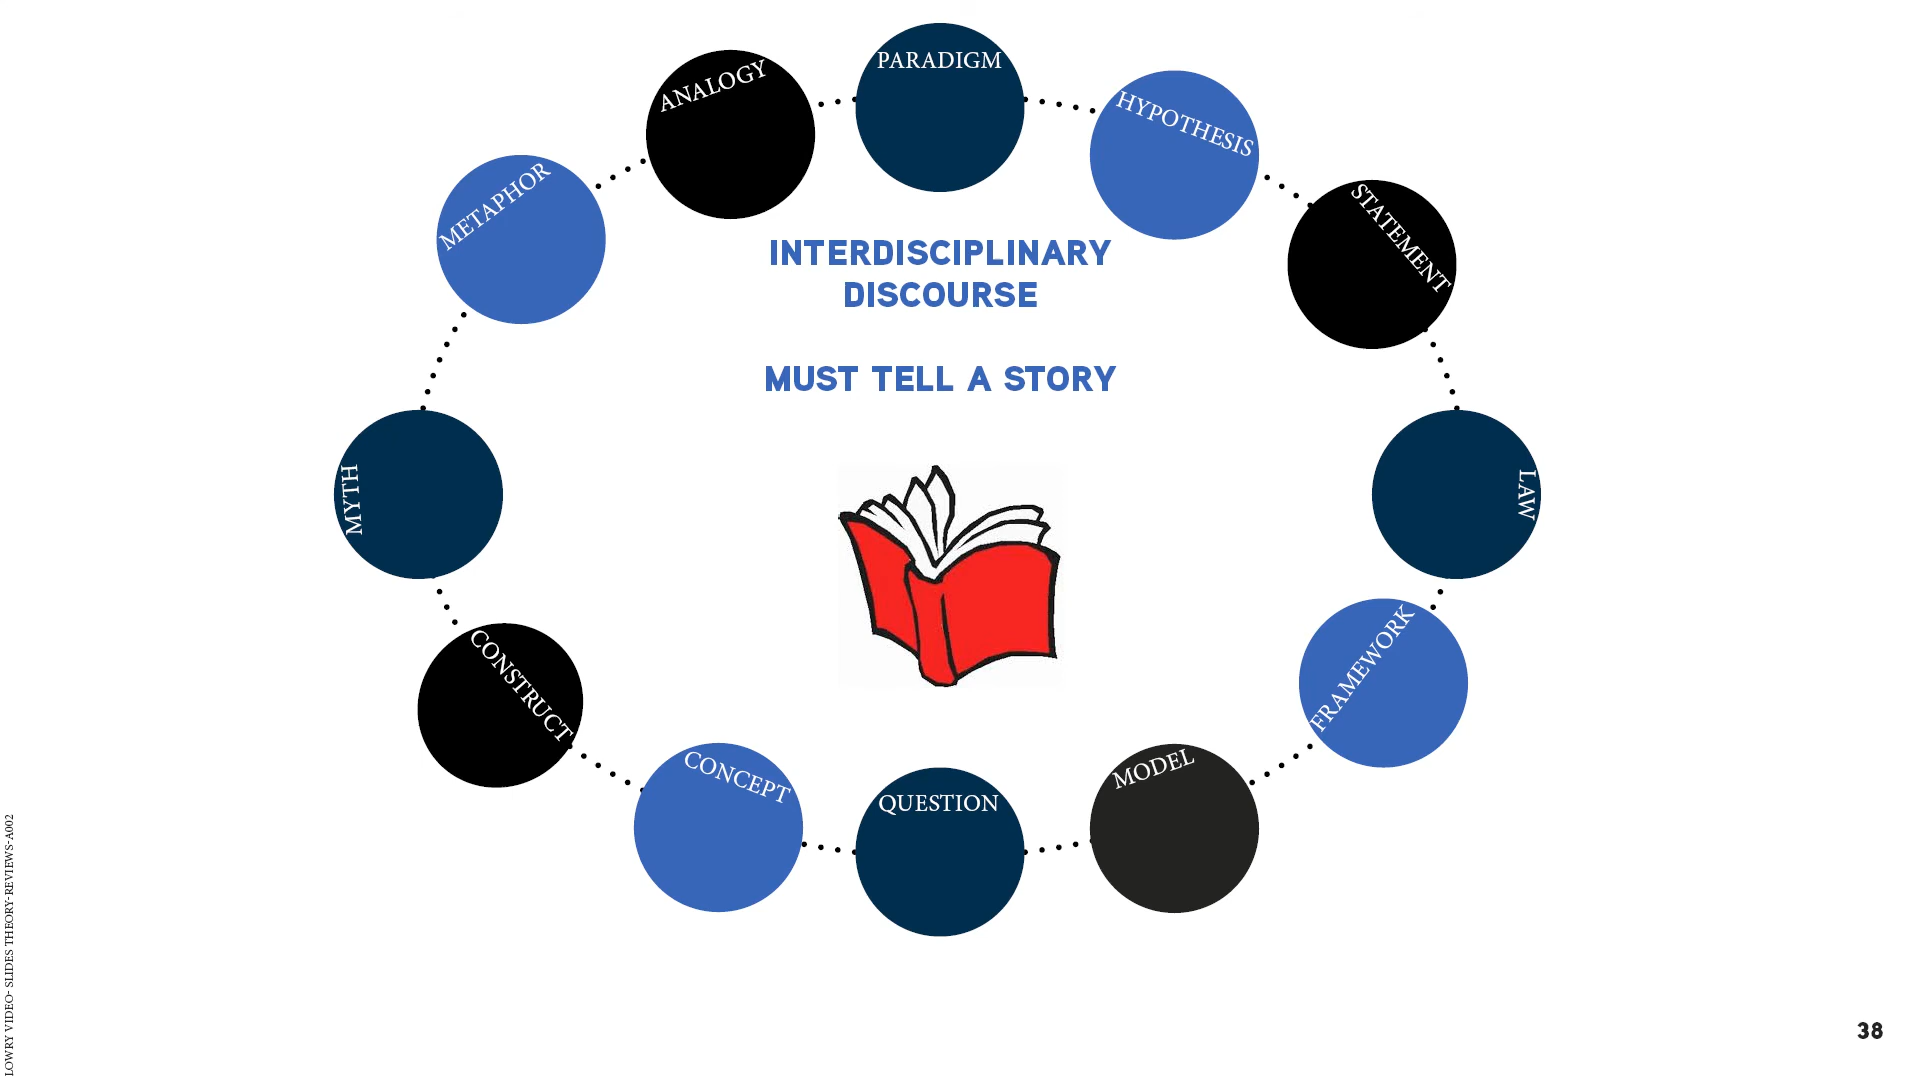 PARADIGM
ANALOGY
HYPOTHESIS
METAPHOR
STATEMENT
INTERDISCIPLINARY
DISCOURSE
MUST TELL A STORY
MYTH
LAW
CONSTRUCT
FRAMEWORK
CONCEPT
QUESTION
MODEL
LOWRY VIDEO- SLIDES THEORY-REVIEWS-A002
38